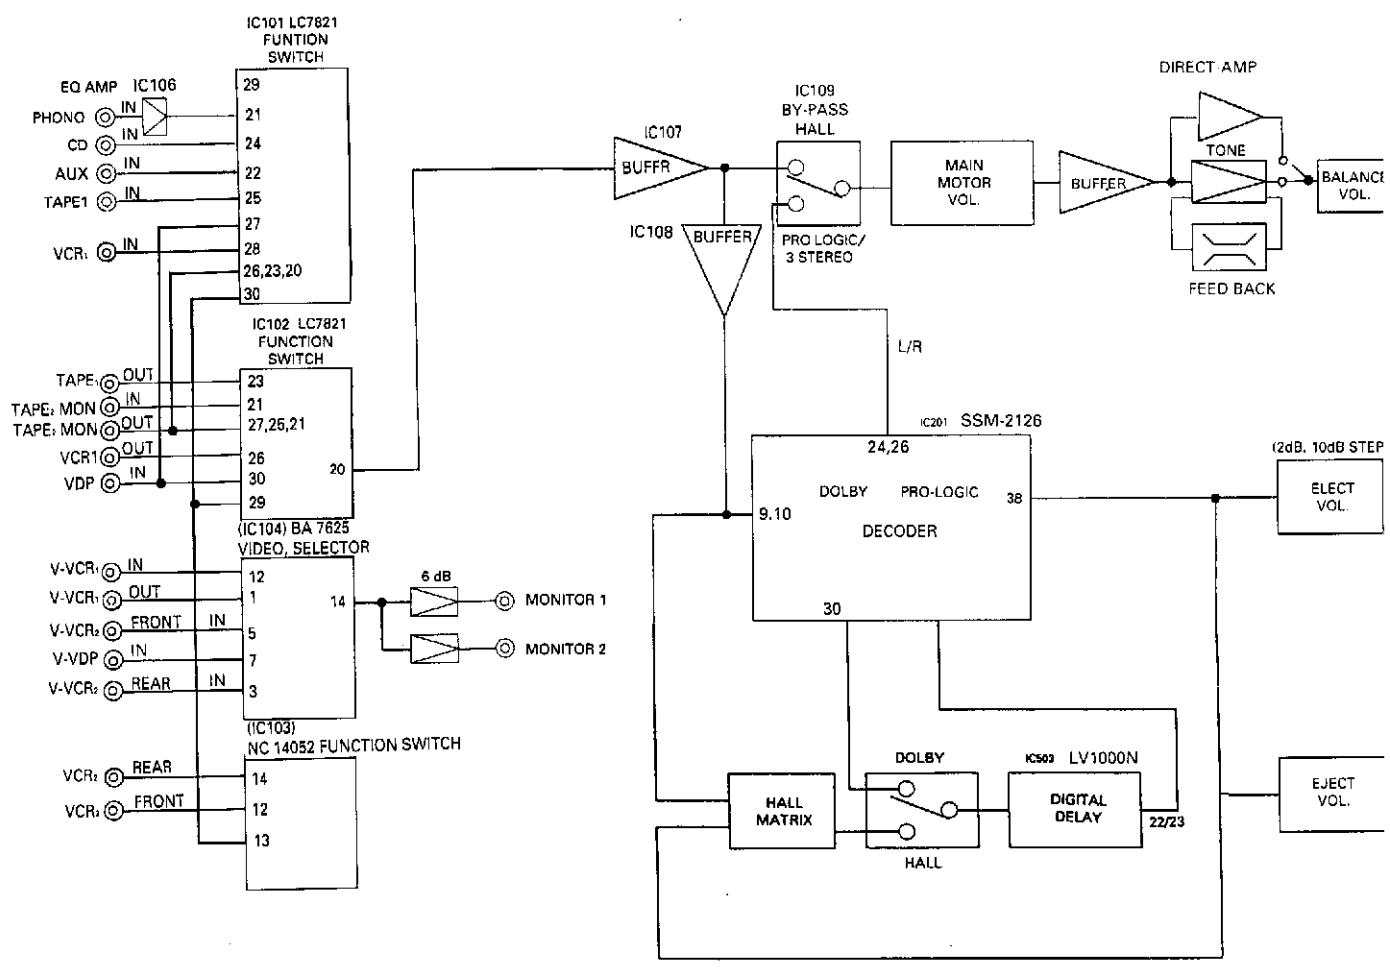 IC101 LC7821
FUNTION
SWITCH
EQ AMP IC106
29
PHONO IN 21
CD IN 24
AUX IN 22
TAPE1 IN 25
27
VCR₁ IN 28
26,23,20
30
IC102 LC7821
FUNCTION
SWITCH
TAPE₁ OUT 23
TAPE₂ MON IN 21
TAPE₂ MON OUT 27,25,21
VCR1 OUT 26
VDP IN 30
20
29
(IC104) BA 7625
VIDEO, SELECTOR
V-VCR₁ IN 12
V-VCR₁ OUT 1
14
V-VCR₂ FRONT IN 5
V-VDP IN 7
V-VCR₂ REAR IN 3
6 dB
MONITOR 1
MONITOR 2
(IC103)
NC 14052 FUNCTION SWITCH
VCR₂ REAR 14
VCR₂ FRONT 12
13
IC107
BUFFR
IC108
BUFFER
IC109
BY-PASS
HALL
PRO LOGIC/
3 STEREO
MAIN
MOTOR
VOL.
BUFFER
DIRECT AMP
TONE
FEED BACK
BALANCE
VOL.
L/R
IC201 SSM-2126
24,26
DOLBY PRO-LOGIC
DECODER
9.10
38
30
(2dB. 10dB STEP
ELECT
VOL.
EJECT
VOL.
HALL
MATRIX
DOLBY
HALL
IC503 LV1000N
DIGITAL
DELAY
22/23